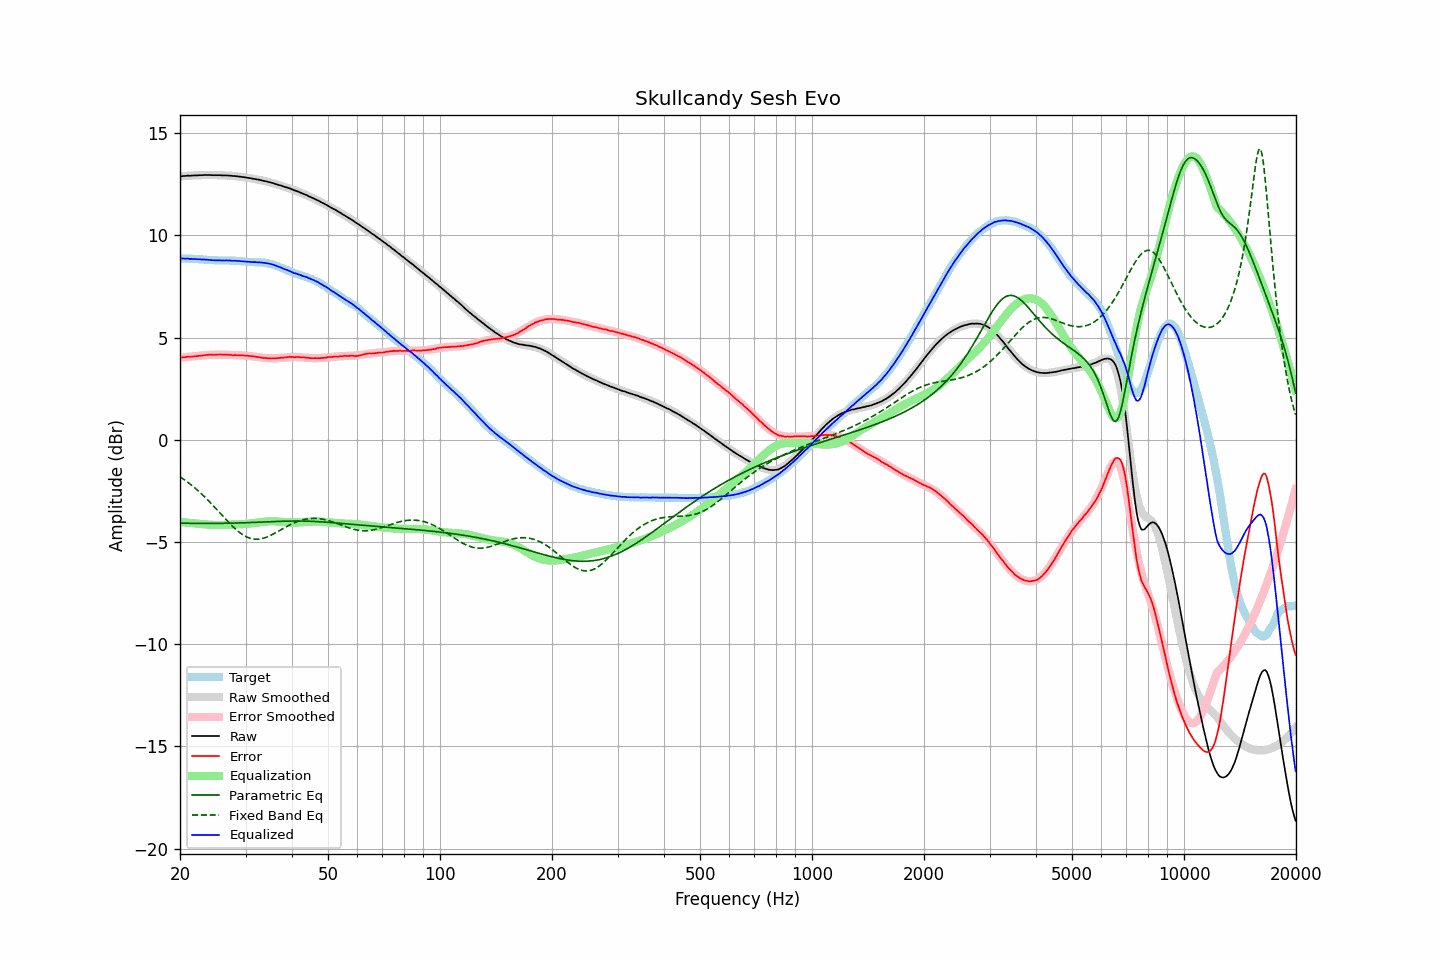 Skullcandy Sesh Evo
15
10
5
0
−5
−10
−15
−20
Amplitude (dBr)
Target
Raw Smoothed
Error Smoothed
Raw
Error
Equalization
Parametric Eq
Fixed Band Eq
Equalized
20 50 100 200 500 1000 2000 5000 10000 20000
Frequency (Hz)